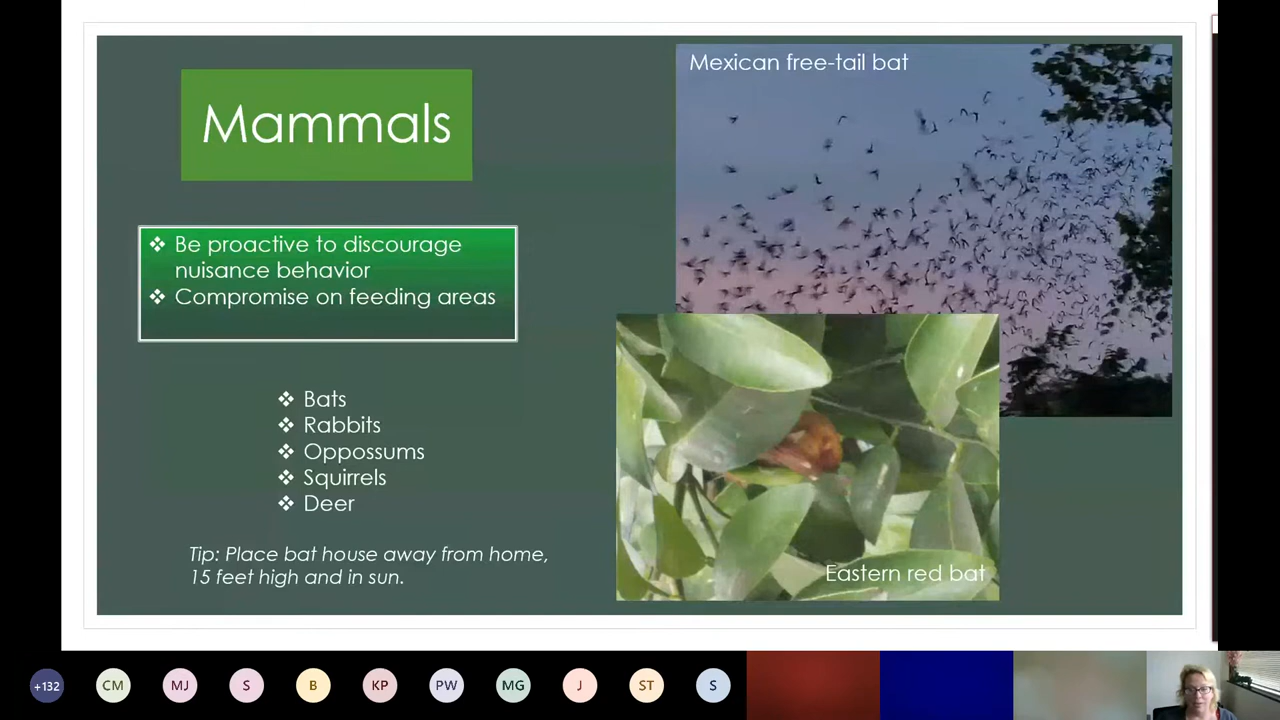 Mammals
Mexican free-tail bat
❖ Be proactive to discourage
nuisance behavior
❖ Compromise on feeding areas
❖ Bats
❖ Rabbits
❖ Oppossums
❖ Squirrels
❖ Deer
Tip: Place bat house away from home,
15 feet high and in sun.
Eastern red bat
+132 CM MJ S B KP PW MG J ST S